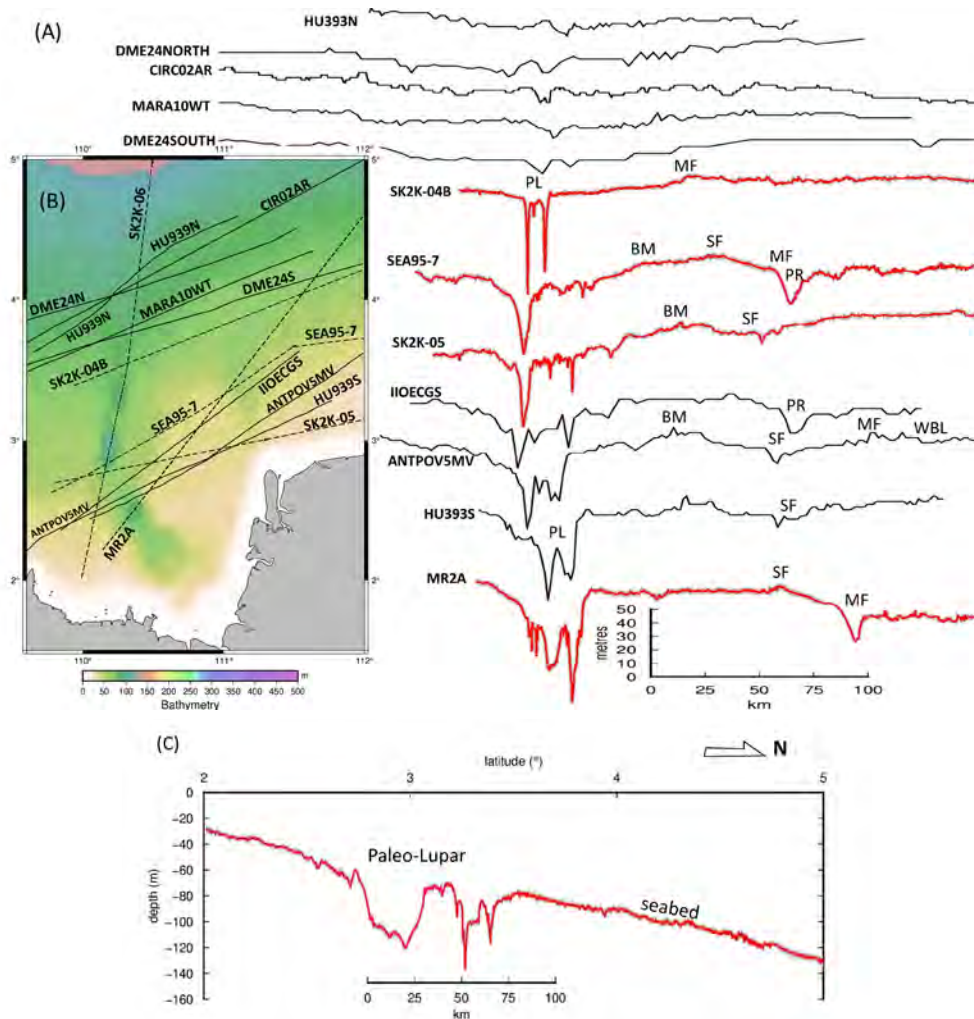 (A)
HU393N
DME24NORTH
CIRC02AR
MARA10WT
DME24SOUTH
PL
MF
SK2K-04B
BM
SF
MF
PR
SEA95-7
BM
SF
SK2K-05
IIOECGS
PR
BM
SF
MF
WBL
ANTPOV5MV
HU393S
PL
SF
MR2A
SF
MF
50
40
30
20
10
0
metres
0 25 50 75 100
km
(B)
5°
4°
3°
2°
5°
4°
3°
2°
110° 111° 112°
SK2K-06
HU939N
CIR02AR
DME24N
HU939N
MARA10WT
DME24S
SK2K-04B
SEA95-7
SEA95-7
IIOECGS
ANTPOV5MV
HU939S
SK2K-05
ANTPOV5MV
MR2A
110° 111° 112°
0 50 100 150 200 250 300 350 400 450 500 m
Bathymetry
(C)
latitude (°)
N
2 3 4 5
0
−20
−40
−60
−80
−100
−120
−140
−160
depth (m)
Paleo-Lupar
seabed
0 25 50 75 100
km